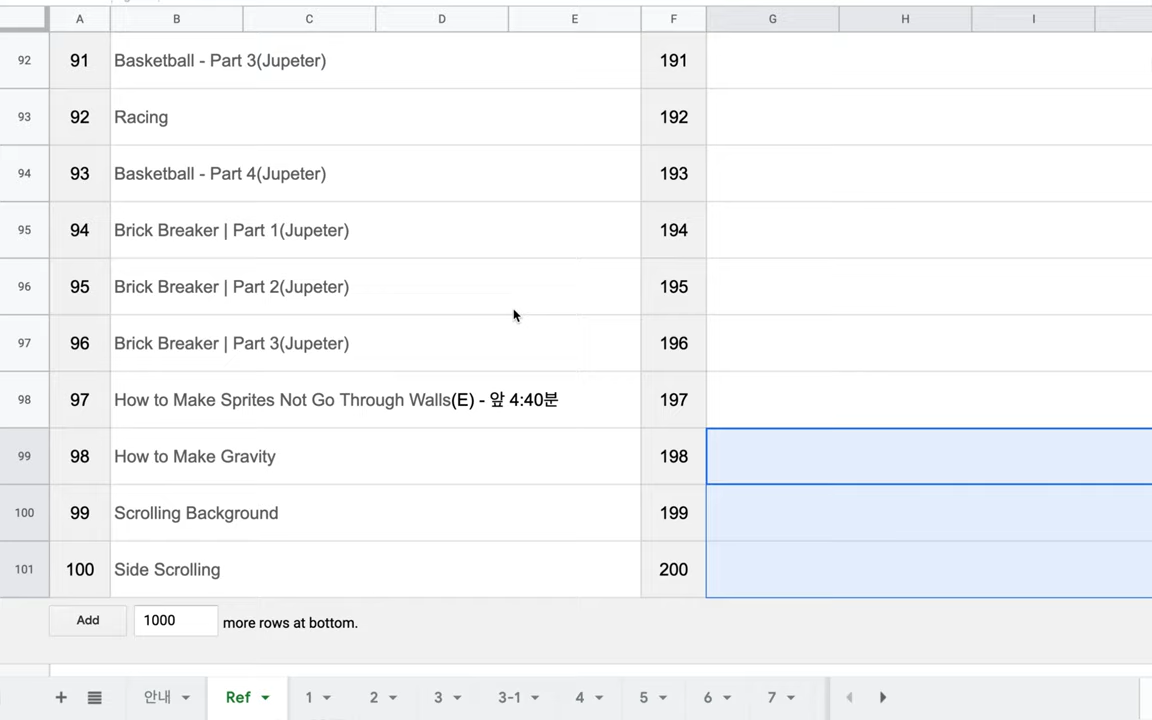 A B C D E F G H I
92 91 Basketball - Part 3(Jupeter) 191
93 92 Racing 192
94 93 Basketball - Part 4(Jupeter) 193
95 94 Brick Breaker | Part 1(Jupeter) 194
96 95 Brick Breaker | Part 2(Jupeter) 195
97 96 Brick Breaker | Part 3(Jupeter) 196
98 97 How to Make Sprites Not Go Through Walls(E) - 앞 4:40분 197
99 98 How to Make Gravity 198
100 99 Scrolling Background 199
101 100 Side Scrolling 200
Add 1000 more rows at bottom.
+ 안내 Ref 1 2 3 3-1 4 5 6 7